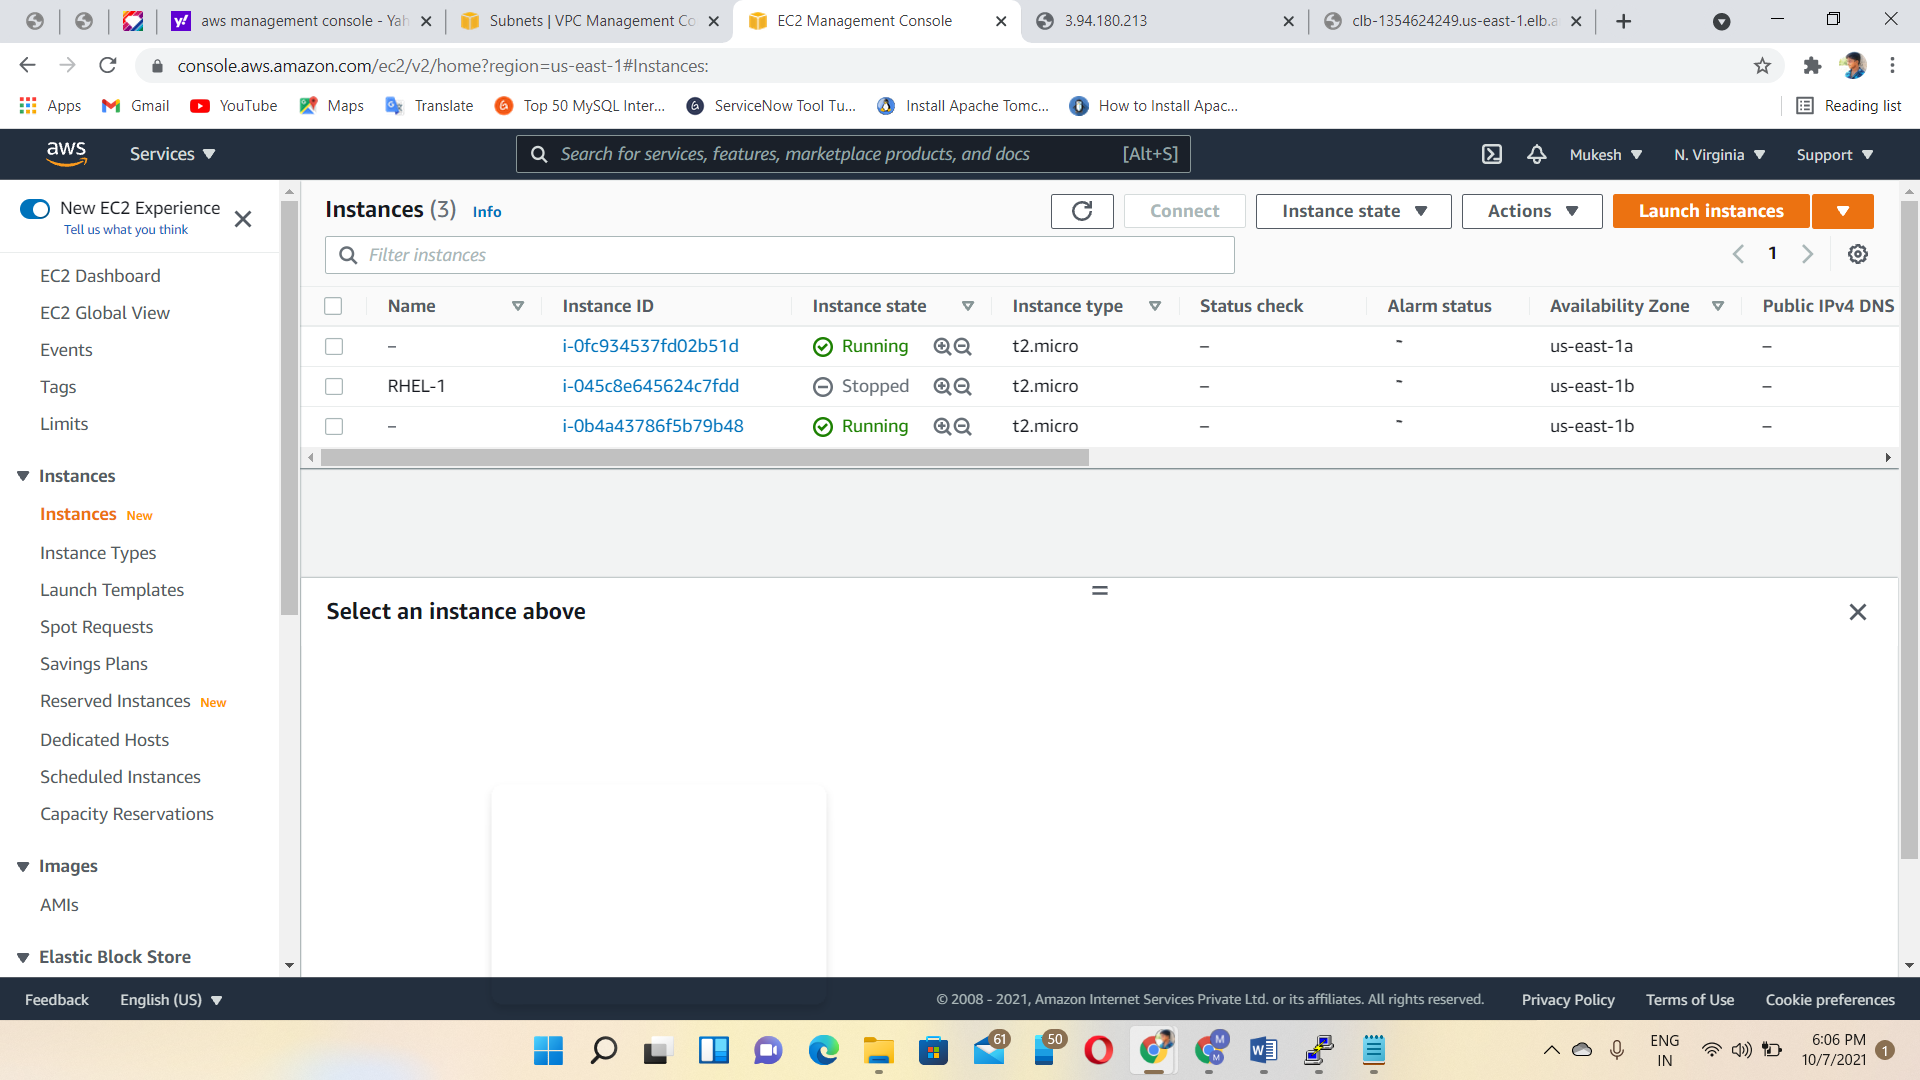 aws management console - Yah
Subnets | VPC Management Co
EC2 Management Console
3.94.180.213
clb-1354624249.us-east-1.elb.a
console.aws.amazon.com/ec2/v2/home?region=us-east-1#Instances:
Apps
Gmail
YouTube
Maps
Translate
Top 50 MySQL Inter...
ServiceNow Tool Tu...
Install Apache Tomc...
How to Install Apac...
Reading list
aws
Services
Search for services, features, marketplace products, and docs
[Alt+S]
Mukesh
N. Virginia
Support
New EC2 Experience
Tell us what you think
EC2 Dashboard
EC2 Global View
Events
Tags
Limits
Instances
Instances New
Instance Types
Launch Templates
Spot Requests
Savings Plans
Reserved Instances New
Dedicated Hosts
Scheduled Instances
Capacity Reservations
Images
AMIs
Elastic Block Store
Instances (3) Info
Connect
Instance state
Actions
Launch instances
Filter instances
1
Name Instance ID Instance state Instance type Status check Alarm status Availability Zone Public IPv4 DNS
– i-0fc934537fd02b51d Running t2.micro – - us-east-1a –
RHEL-1 i-045c8e645624c7fdd Stopped t2.micro – - us-east-1b –
– i-0b4a43786f5b79b48 Running t2.micro – - us-east-1b –
Select an instance above
Feedback
English (US)
© 2008 - 2021, Amazon Internet Services Private Ltd. or its affiliates. All rights reserved.
Privacy Policy
Terms of Use
Cookie preferences
61
50
M
M
ENG
IN
6:06 PM
10/7/2021
1